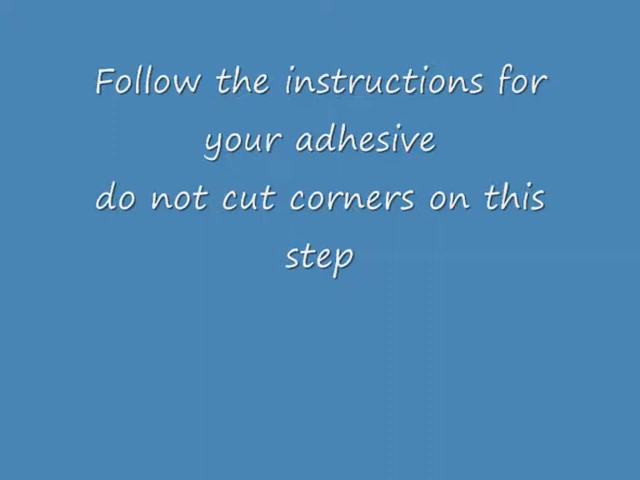 Follow the instructions for
your adhesive
do not cut corners on this
step